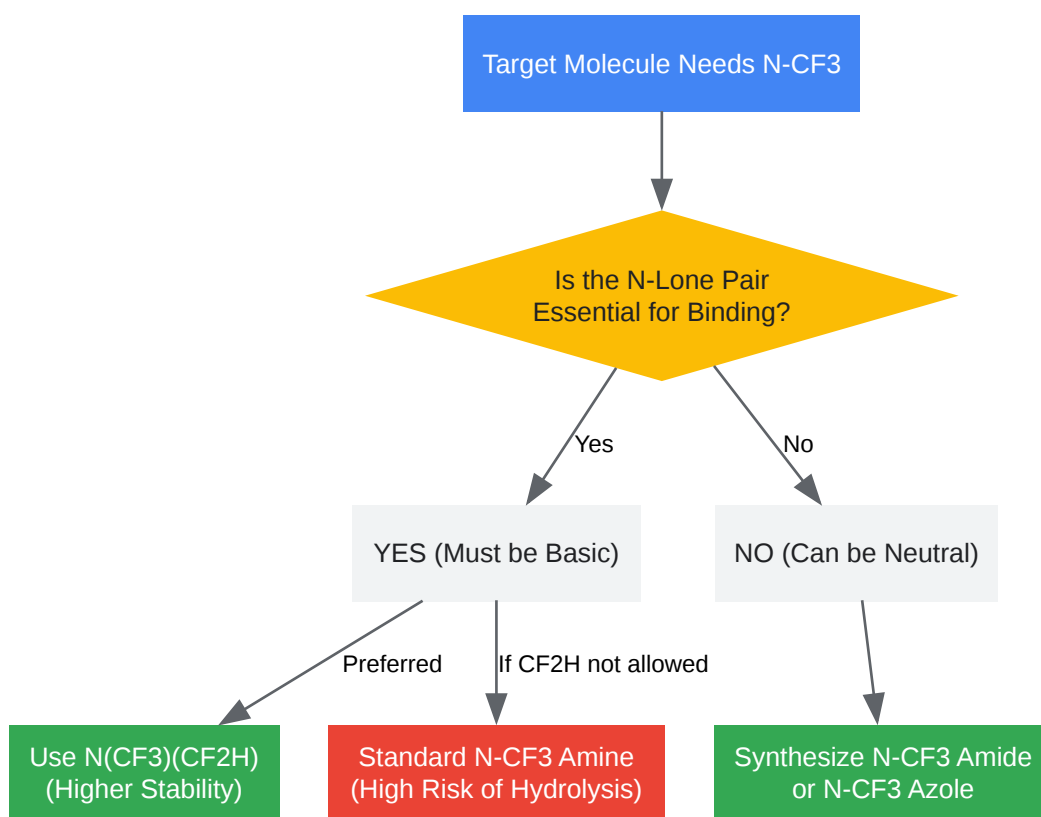 Target Molecule Needs N-CF3
Is the N-Lone Pair
Essential for Binding?
Yes
No
YES (Must be Basic)
NO (Can be Neutral)
Preferred
If CF2H not allowed
Use N(CF3)(CF2H)
(Higher Stability)
Standard N-CF3 Amine
(High Risk of Hydrolysis)
Synthesize N-CF3 Amide
or N-CF3 Azole